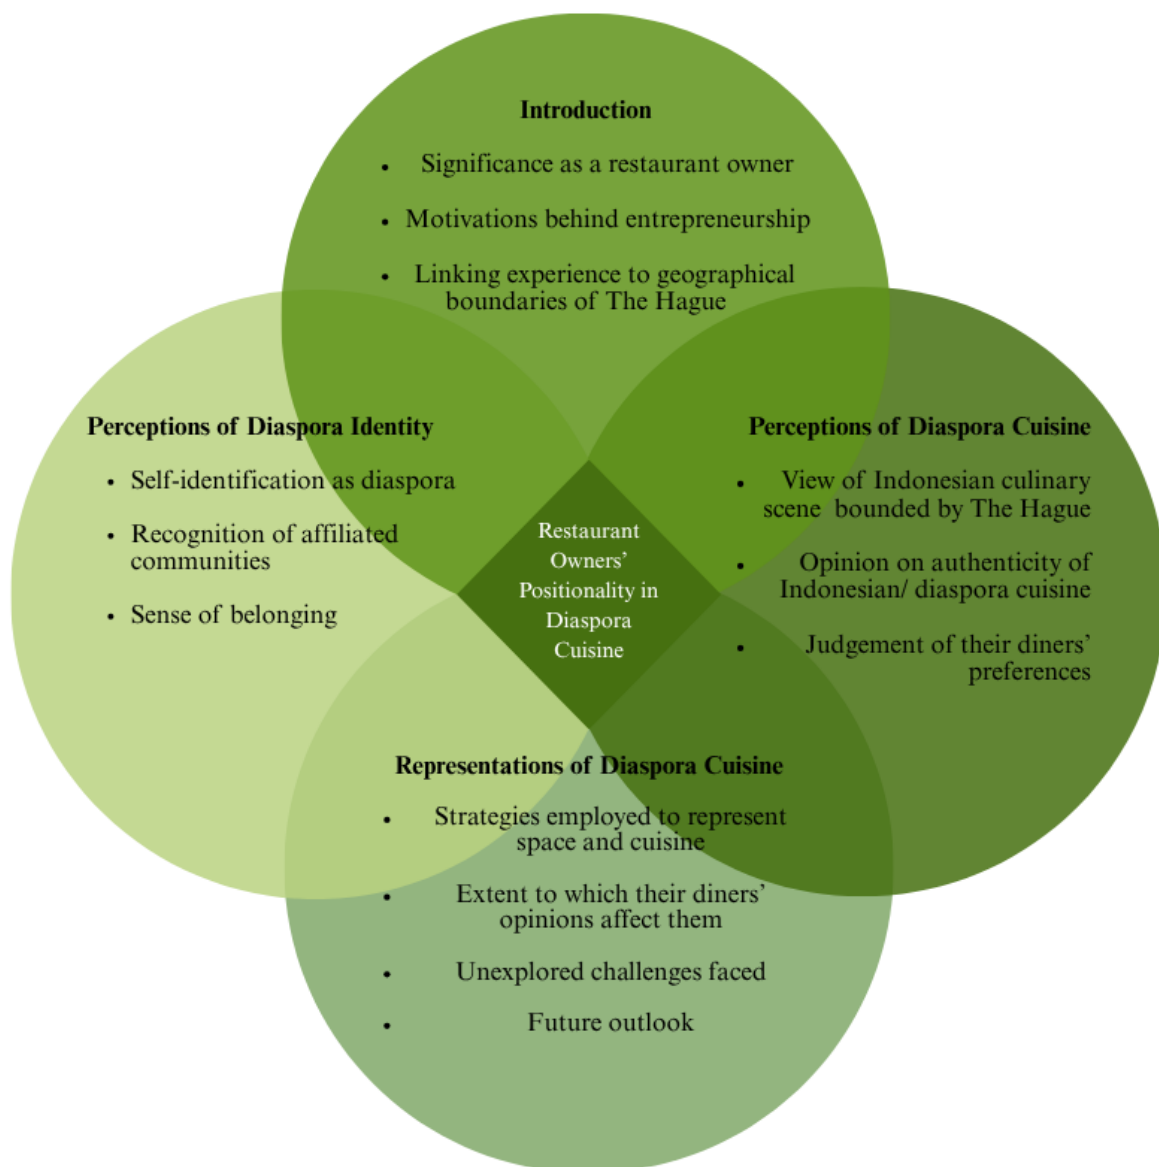 Introduction
• Significance as a restaurant owner
• Motivations behind entrepreneurship
• Linking experience to geographical
boundaries of The Hague
Perceptions of Diaspora Identity
• Self-identification as diaspora
• Recognition of affiliated
communities
• Sense of belonging
Restaurant
Owners'
Positionality in
Diaspora
Cuisine
Perceptions of Diaspora Cuisine
• View of Indonesian culinary
scene bounded by The Hague
• Opinion on authenticity of
Indonesian/ diaspora cuisine
• Judgement of their diners'
preferences
Representations of Diaspora Cuisine
• Strategies employed to represent
space and cuisine
• Extent to which their diners'
opinions affect them
• Unexplored challenges faced
• Future outlook